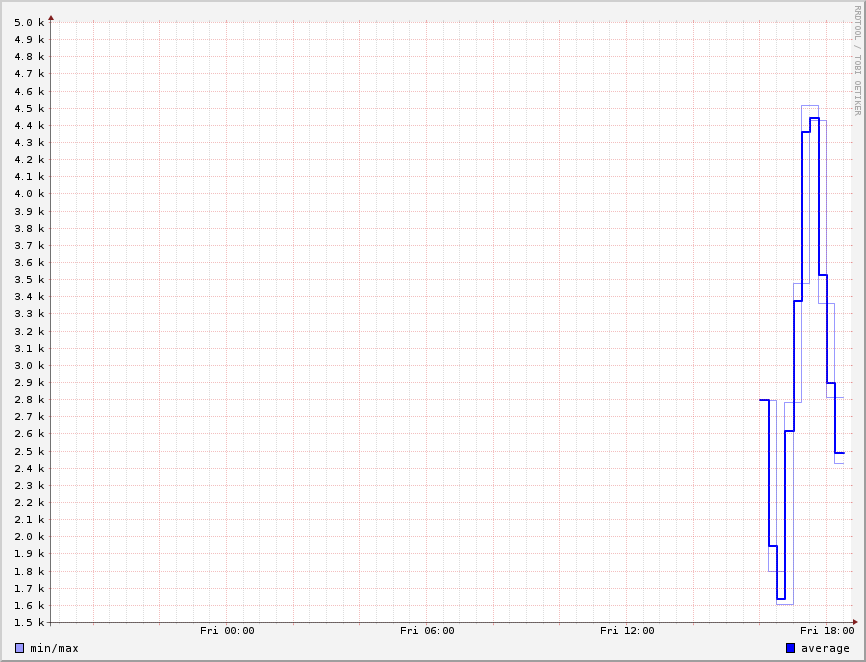 RRDTOOL / TOBI OETIKER
5.0 k
4.9 k
4.8 k
4.7 k
4.6 k
4.5 k
4.4 k
4.3 k
4.2 k
4.1 k
4.0 k
3.9 k
3.8 k
3.7 k
3.6 k
3.5 k
3.4 k
3.3 k
3.2 k
3.1 k
3.0 k
2.9 k
2.8 k
2.7 k
2.6 k
2.5 k
2.4 k
2.3 k
2.2 k
2.1 k
2.0 k
1.9 k
1.8 k
1.7 k
1.6 k
1.5 k
Fri 00:00 Fri 06:00 Fri 12:00 Fri 18:00
min/max average